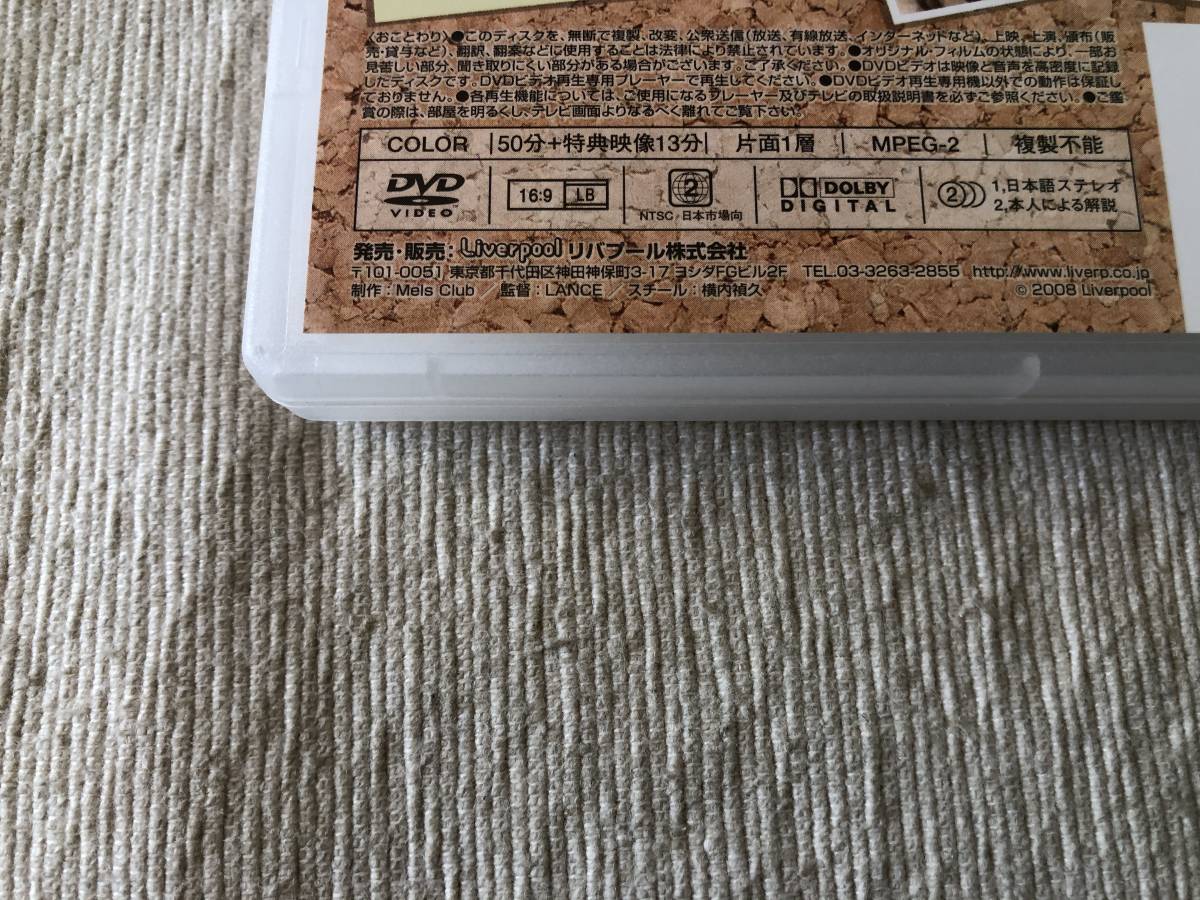 〈おことわり〉●このディスクを、無断で複製、改変、公衆送信(放送、有線放送、インターネットなど)、上映、上演、頒布(販
売・貸与など)、翻訳、翻案などに使用することは法律により禁止されています。●オリジナル・フィルムの状態により、一部お
見苦しい部分、聞き取りにくい部分がある場合がございます。ご了承ください。●DVDビデオは映像と音声を高密度に記録
したディスクです。DVDビデオ再生専用プレーヤーで再生してください。●DVDビデオ再生専用機以外での動作は保証し
ておりません。●各再生機能については、ご使用になるプレーヤー及びテレビの取扱説明書を必ずご参照ください。●ご鑑
賞の際は、部屋を明るくし、テレビ画面よりなるべく離れてご覧下さい。
COLOR 50分+特典映像13分 片面1層 MPEG-2 複製不能
DVD VIDEO 16:9 LB 2 NTSC 日本市場向 DOLBY DIGITAL 2 1,日本語ステレオ
2,本人による解説
発売・販売：Liverpool リバプール株式会社
〒101-0051 東京都千代田区神田神保町3-17 ヨシダFGビル2F TEL.03-3263-2855 http://www.liverp.co.jp
制作：Mels Club／監督：LANCE／スチール：横内禎久 © 2008 Liverpool